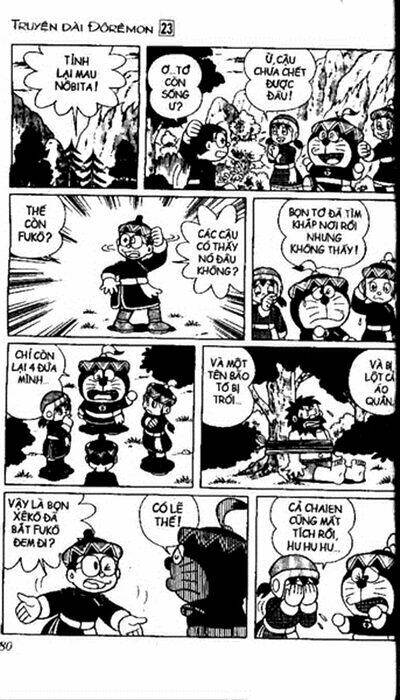 TRUYỆN DÀI ĐÔRÊMON 23
TỈNH
LẠI MAU
NÔBITA!
Ơ...TỚ
CÒN
SỐNG
Ư?
Ừ, CẬU
CHƯA CHẾT
ĐƯỢC
ĐÂU!
THẾ
CÒN
FUKÔ?
CÁC CẬU
CÓ THẤY
NÓ ĐÂU
KHÔNG?
BỌN TỚ ĐÃ TÌM
KHẮP NƠI RỒI
NHƯNG
KHÔNG THẤY!
CHỈ CÒN
LẠI 4 ĐỨA
MÌNH...
VÀ MỘT
TÊN BÃO
TỚ BỊ
TRÓI...
VÀ BỊ
LỘT CẢ
ÁO
QUẦN
VẬY LÀ BỌN
XÊKÔ ĐÃ
BẮT FUKÔ
ĐEM ĐI?
CÓ LẼ
THẾ!
CẢ CHAIEN
CŨNG MẤT
TÍCH RỒI,
HU HU HU...
80